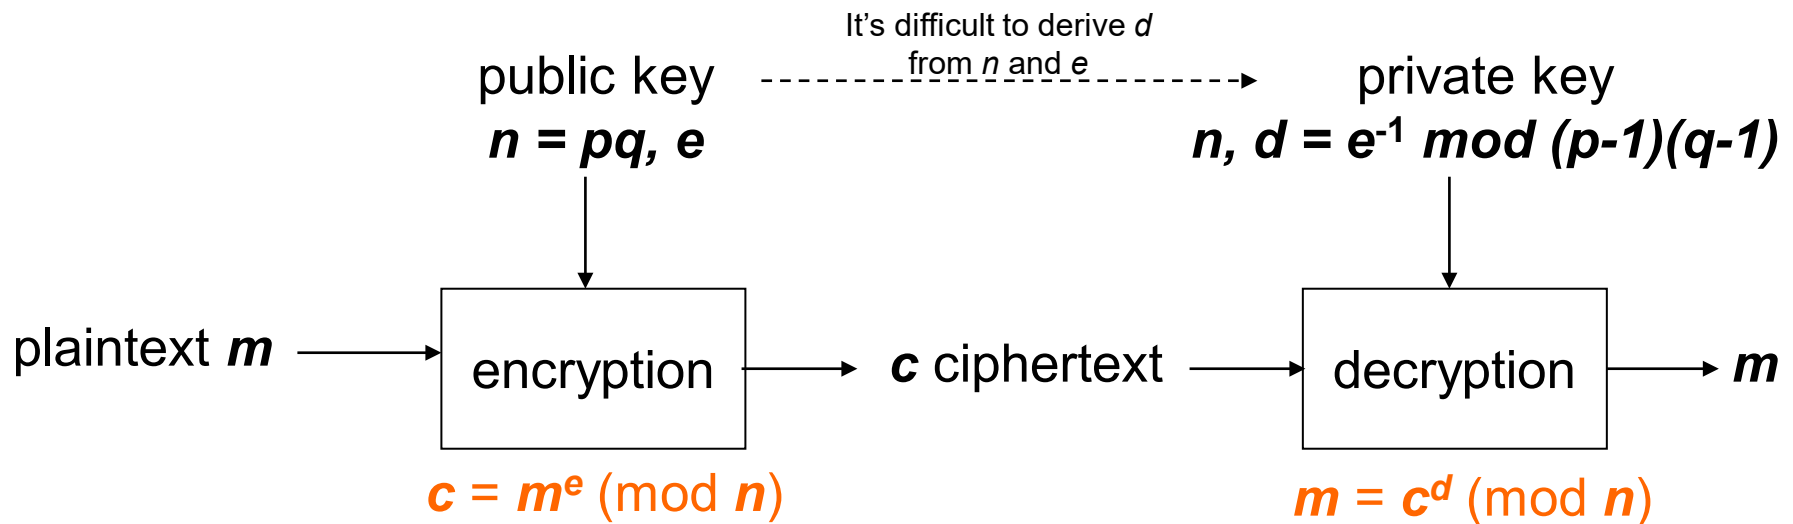 It's difficult to derive d
from n and e
public key
n = pq, e
private key
n, d = e⁻¹ mod (p-1)(q-1)
plaintext m
encryption
c ciphertext
decryption
m
c = mᵉ (mod n)
m = cᵈ (mod n)